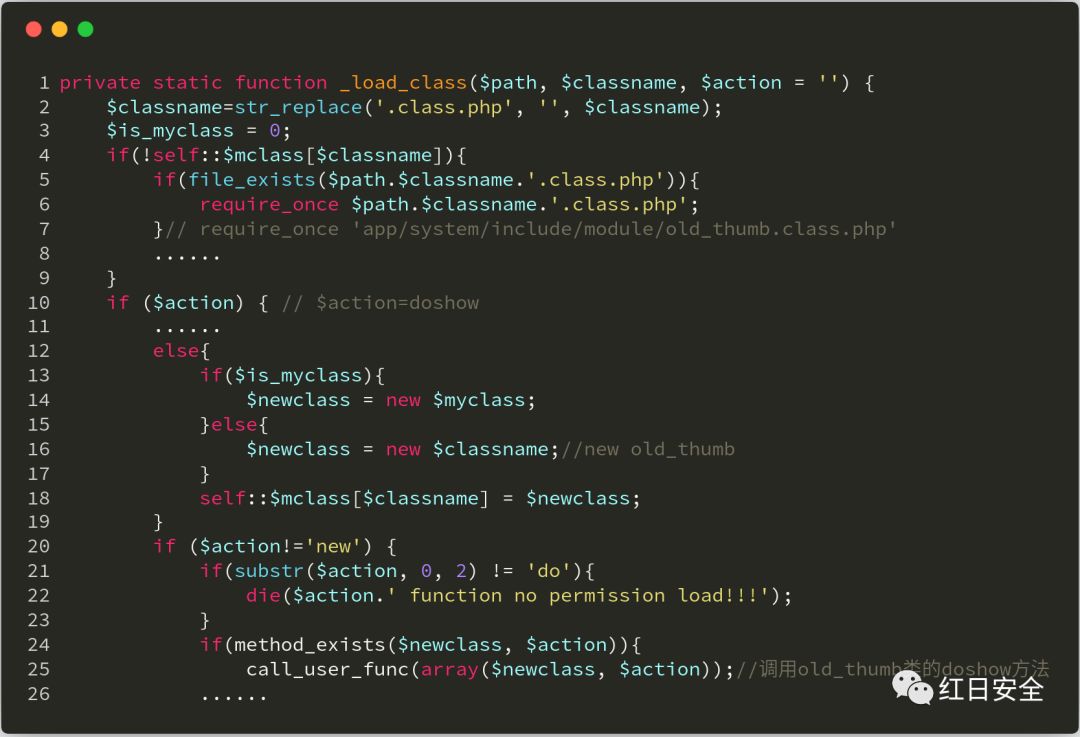 1 private static function _load_class($path, $classname, $action = '') {
2     $classname=str_replace('.class.php', '', $classname);
3     $is_myclass = 0;
4     if(!self::$mclass[$classname]){
5         if(file_exists($path.$classname.'.class.php')){
6             require_once $path.$classname.'.class.php';
7         }// require_once 'app/system/include/module/old_thumb.class.php'
8         ......
9     }
10     if ($action) { // $action=doshow
11         ......
12         else{
13             if($is_myclass){
14                 $newclass = new $myclass;
15             }else{
16                 $newclass = new $classname;//new old_thumb
17             }
18             self::$mclass[$classname] = $newclass;
19         }
20         if ($action!='new') {
21             if(substr($action, 0, 2) != 'do'){
22                 die($action.' function no permission load!!!');
23             }
24             if(method_exists($newclass, $action)){
25                 call_user_func(array($newclass, $action));//调用old_thumb类的doshow方法
26             ......
红日安全